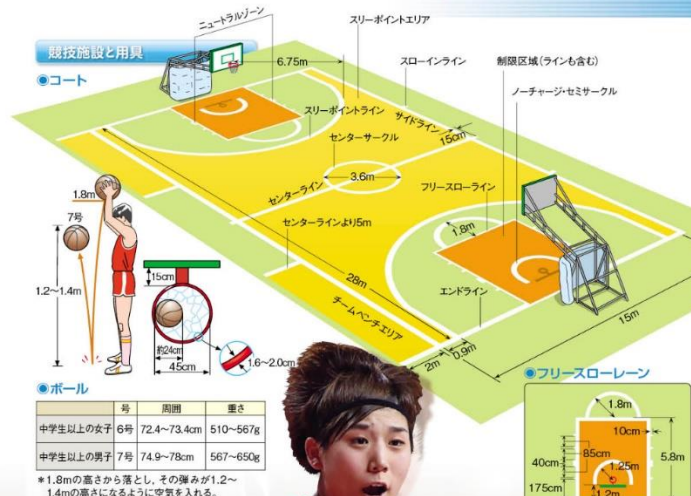 競技施設と用具
●コート
ニュートラルゾーン
スリーポイントエリア
6.75m
スローインライン
制限区域(ラインも含む)
ノーチャージ・セミサークル
スリーポイントライン
サイドライン
15cm
センターサークル
3.6m
センターライン
フリースローライン
1.8m
センターラインより5m
28m
エンドライン
チームベンチエリア
2m
0.9m
15m
1.8m
7号
1.2〜1.4m
15cm
約24cm
45cm
1.6〜2.0cm
●ボール
号 周囲 重さ
中学生以上の女子 6号 72.4〜73.4cm 510〜567g
中学生以上の男子 7号 74.9〜78cm 567〜650g
*1.8mの高さから落とし、その弾みが1.2〜
1.4mの高さになるように空気を入れる。
●フリースローレーン
1.8m
10cm
5.8m
40cm
85cm
1.25m
175cm
1.2m